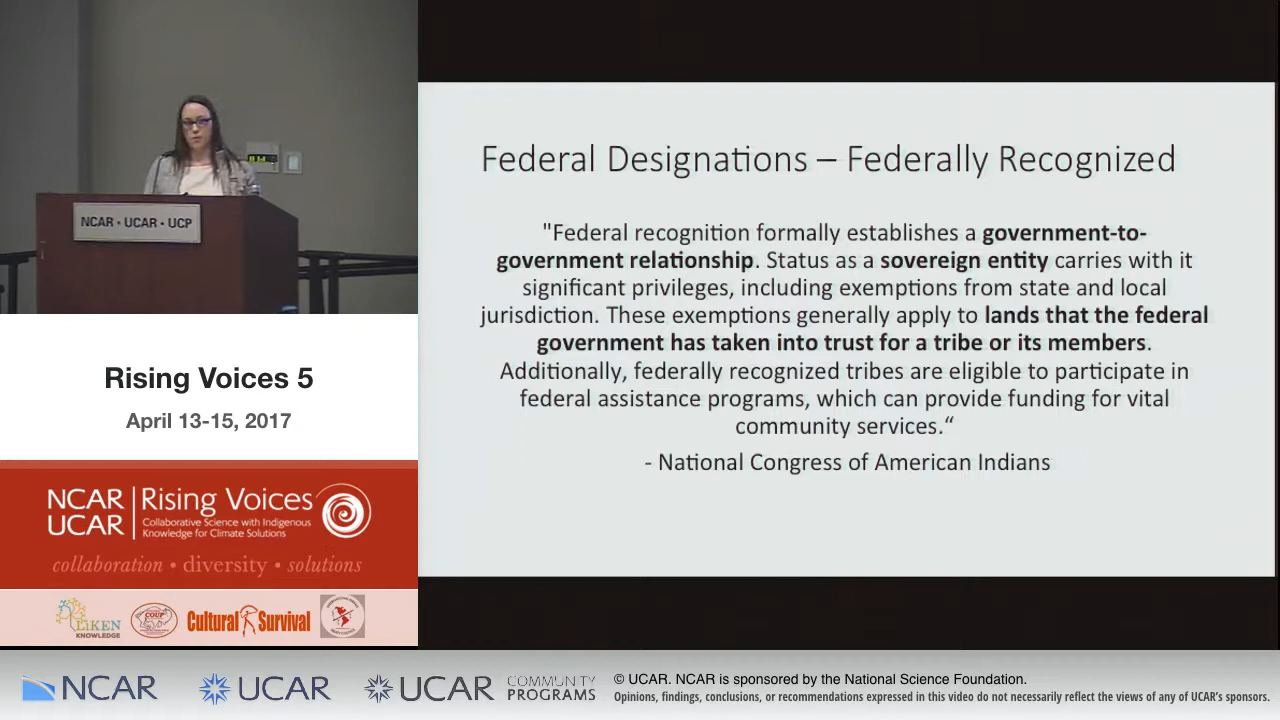 NCAR • UCAR • UCP
Rising Voices 5
April 13-15, 2017
NCAR
UCAR
Rising Voices
Collaborative Science with Indigenous
Knowledge for Climate Solutions
collaboration • diversity • solutions
LiKEN
KNOWLEDGE
COUP
Cultural Survival
Federal Designations – Federally Recognized
"Federal recognition formally establishes a government-to-
government relationship. Status as a sovereign entity carries with it
significant privileges, including exemptions from state and local
jurisdiction. These exemptions generally apply to lands that the federal
government has taken into trust for a tribe or its members.
Additionally, federally recognized tribes are eligible to participate in
federal assistance programs, which can provide funding for vital
community services.“
- National Congress of American Indians
NCAR
UCAR
UCAR
COMMUNITY
PROGRAMS
© UCAR. NCAR is sponsored by the National Science Foundation.
Opinions, findings, conclusions, or recommendations expressed in this video do not necessarily reflect the views of any of UCAR's sponsors.